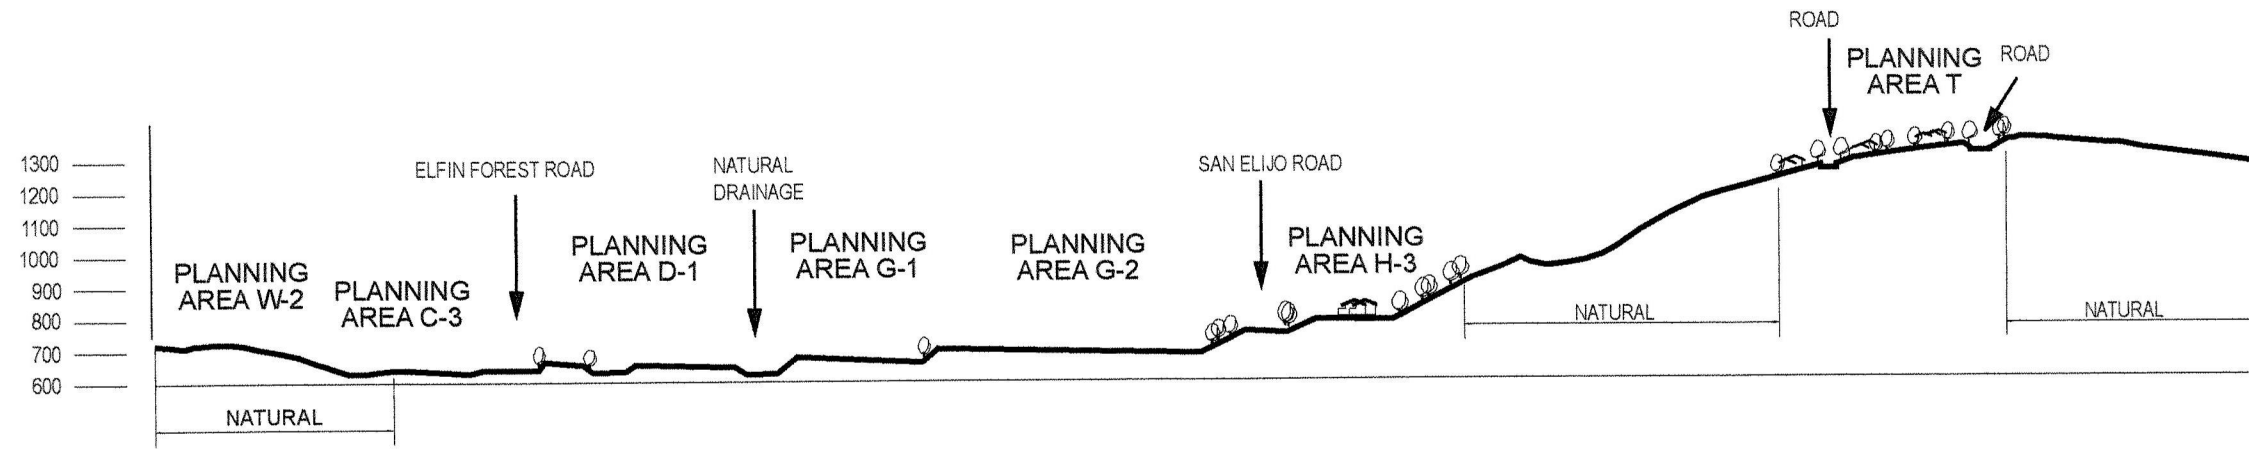 ROAD
PLANNING
AREA T
ROAD
1300
1200
1100
1000
900
800
700
600
ELFIN FOREST ROAD
NATURAL
DRAINAGE
SAN ELIJO ROAD
PLANNING
AREA W-2
PLANNING
AREA C-3
PLANNING
AREA D-1
PLANNING
AREA G-1
PLANNING
AREA G-2
PLANNING
AREA H-3
NATURAL
NATURAL
NATURAL